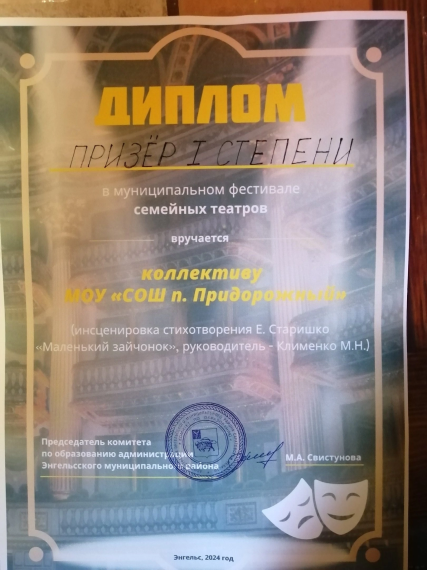 ДИПЛОМ
ПРИЗЁР I СТЕПЕНИ
в муниципальном фестивале
семейных театров
вручается
коллективу
МОУ «СОШ п. Придорожный»
(инсценировка стихотворения Е. Старишко
«Маленький зайчонок», руководитель - Клименко М.Н.)
Председатель комитета
по образованию администрации
Энгельсского муниципального района
М.А. Свистунова
Энгельс, 2024 год